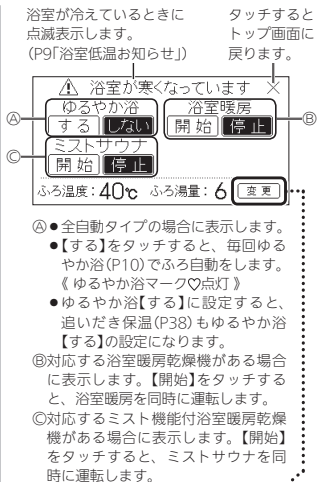 浴室が冷えているときに
点滅表示します。
(P9「浴室低温お知らせ」)
タッチすると
トップ画面に
戻ります。
⚠ 浴室が寒くなっています ×
ゆるやか浴 浴室暖房
Ⓐ する しない 開始 停止 Ⓑ
ミストサウナ
Ⓒ 開始 停止
ふろ温度：40℃ ふろ湯量：6 変更
Ⓐ●全自動タイプの場合に表示します。
●【する】をタッチすると、毎回ゆる
やか浴(P10)でふろ自動をします。
《 ゆるやか浴マーク♡点灯 》
●ゆるやか浴【する】に設定すると、
追いだき保温(P38)もゆるやか浴
【する】の設定になります。
Ⓑ対応する浴室暖房乾燥機がある場合
に表示します。【開始】をタッチする
と、浴室暖房を同時に運転します。
Ⓒ対応するミスト機能付浴室暖房乾燥
機がある場合に表示します。【開始】
をタッチすると、ミストサウナを同
時に運転します。